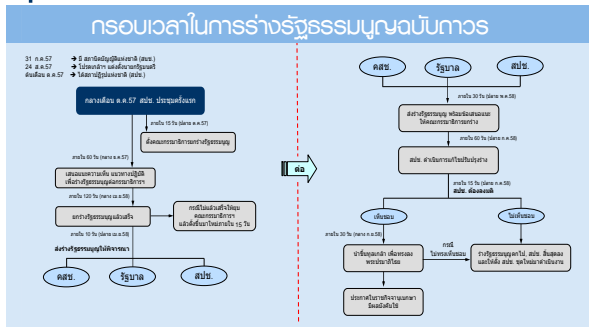 กรอบเวลาในการร่างรัฐธรรมนูญฉบับถาวร
31 ก.ค.57 → มี สภานิติบัญญัติแห่งชาติ (สนช.)
24 ส.ค.57 → โปรดเกล้าฯ แต่งตั้งนายกรัฐมนตรี
ต้นเดือน ต.ค.57 → ได้สภาปฏิรูปแห่งชาติ (สปช.)
กลางเดือน ต.ค.57 สปช. ประชุมครั้งแรก
ภายใน 15 วัน (ปลาย ต.ค.57)
ตั้งคณะกรรมาธิการยกร่างรัฐธรรมนูญ
ภายใน 60 วัน (กลาง ธ.ค.57)
เสนอแนะความเห็น แนวทางปฏิบัติ
เพื่อร่างรัฐธรรมนูญต่อกรรมาธิการฯ
ภายใน 120 วัน (กลาง เม.ย.58)
ยกร่างรัฐธรรมนูญแล้วเสร็จ
กรณีไม่แล้วเสร็จให้ยุบ
คณะกรรมาธิการฯ
แล้วตั้งขึ้นมาใหม่ภายใน 15 วัน
ภายใน 10 วัน (ปลาย เม.ย.58)
ส่งร่างรัฐธรรมนูญให้พิจารณา
คสช.
รัฐบาล
สปช.
ต่อ
คสช.
รัฐบาล
สปช.
ภายใน 30 วัน (ปลาย พ.ค.58)
ส่งร่างรัฐธรรมนูญ พร้อมข้อเสนอแนะ
ให้คณะกรรมาธิการยกร่าง
ภายใน 60 วัน (ปลาย ก.ค.58)
สปช. ดำเนินการแก้ไขปรับปรุงร่าง
ภายใน 15 วัน (ปลาย ก.ค.58)
สปช. ต้องลงมติ
เห็นชอบ
ไม่เห็นชอบ
ภายใน 30 วัน (กลาง ก.ย.58)
นำขึ้นทูลเกล้า เพื่อทรงลง
พระปรมาภิไธย
กรณี
ไม่ทรงเห็นชอบ
ร่างรัฐธรรมนูญตกไป, สปช. สิ้นสุดลง
และให้ตั้ง สปช. ชุดใหม่มาดำเนินงาน
ประกาศในราชกิจจานุเบกษา
มีผลบังคับใช้